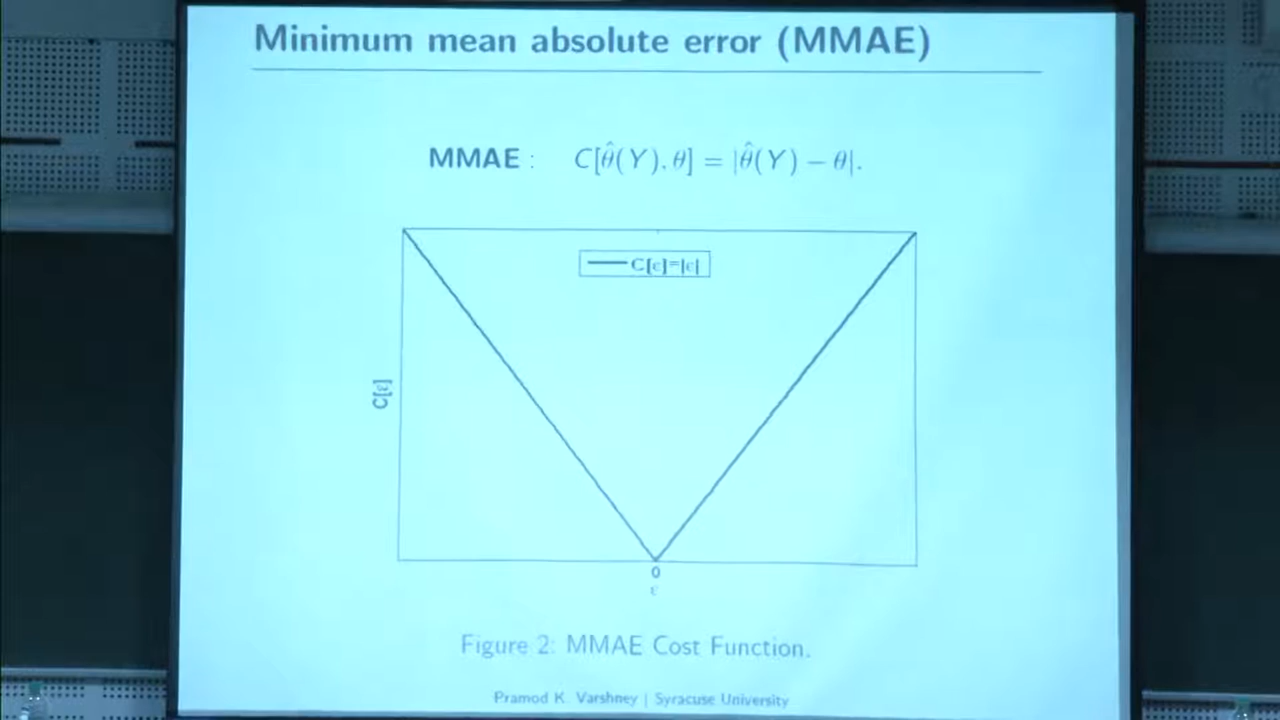 Minimum mean absolute error (MMAE)
MMAE : C[θ̂(Y), θ] = |θ̂(Y) − θ|.
C[ε]=|ε|
C[ε]
0
ε
Figure 2: MMAE Cost Function.
Pramod K. Varshney | Syracuse University